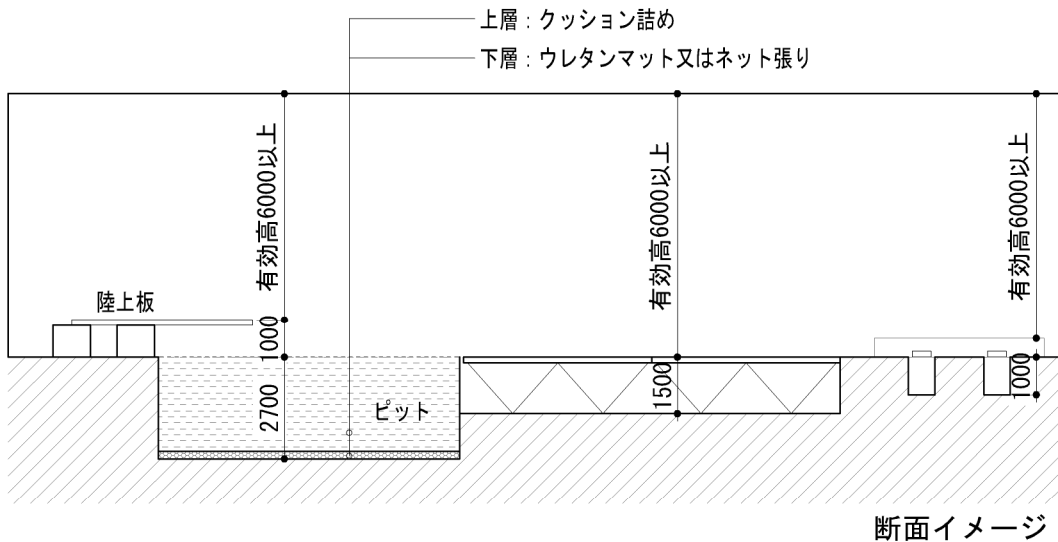 上層：クッション詰め
下層：ウレタンマット又はネット張り
有効高6000以上
有効高6000以上
有効高6000以上
陸上板
1000
2700
ピット
1500
1000
断面イメージ